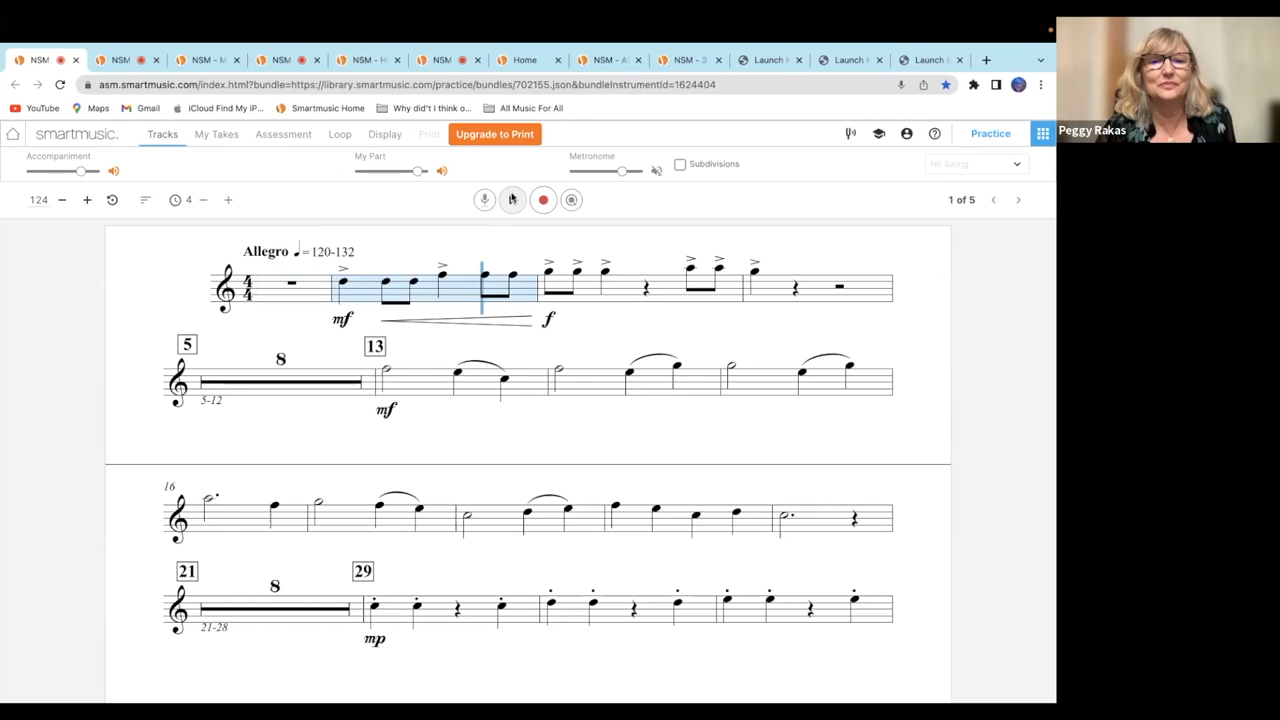 NSM
NSM
NSM - M
NSM
NSM - H
NSM
Home
NSM - A
NSM - 3
Launch
Launch
Launch
asm.smartmusic.com/index.html?bundle=https://library.smartmusic.com/practice/bundles/702155.json&bundleInstrumentId=1624404
YouTube Maps Gmail iCloud Find My iP... Smartmusic Home Why did't I think o... All Music For All
smartmusic. Tracks My Takes Assessment Loop Display Print Upgrade to Print Practice
Peggy Rakas
Accompaniment My Part Metronome Subdivisions No Swing
124 4 1 of 5
Allegro ♩=120-132
mf f
5 8 13
5-12
mf
16
21 8 29
21-28
mp